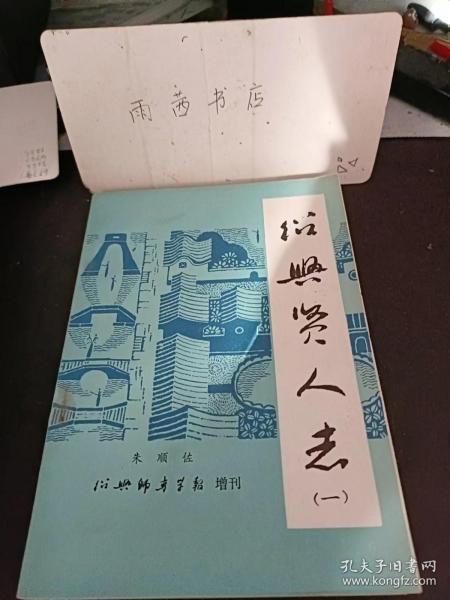 雨茜书店
绍兴贤人志
（一）
朱顺佐
绍兴师专学报 增刊
孔夫子旧书网
www.kongfz.com